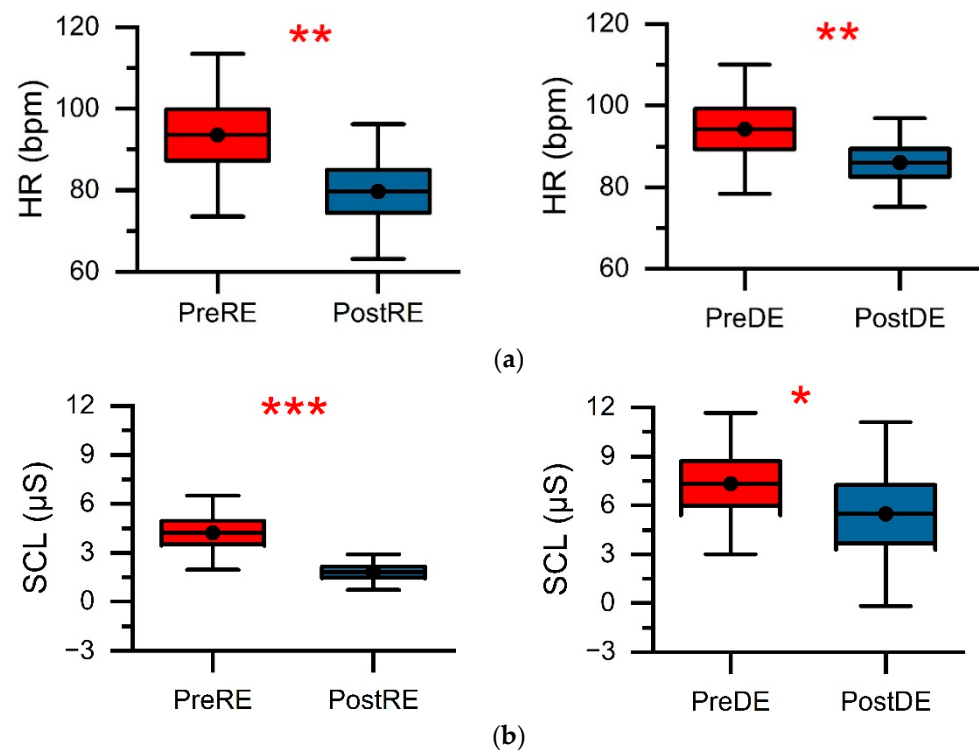 ** **
120 120
HR (bpm) HR (bpm)
100 100
80 80
60 60
PreRE PostRE PreDE PostDE
(a)
*** *
12 12
9 9
SCL (µS) SCL (µS)
6 6
3 3
0 0
−3 −3
PreRE PostRE PreDE PostDE
(b)